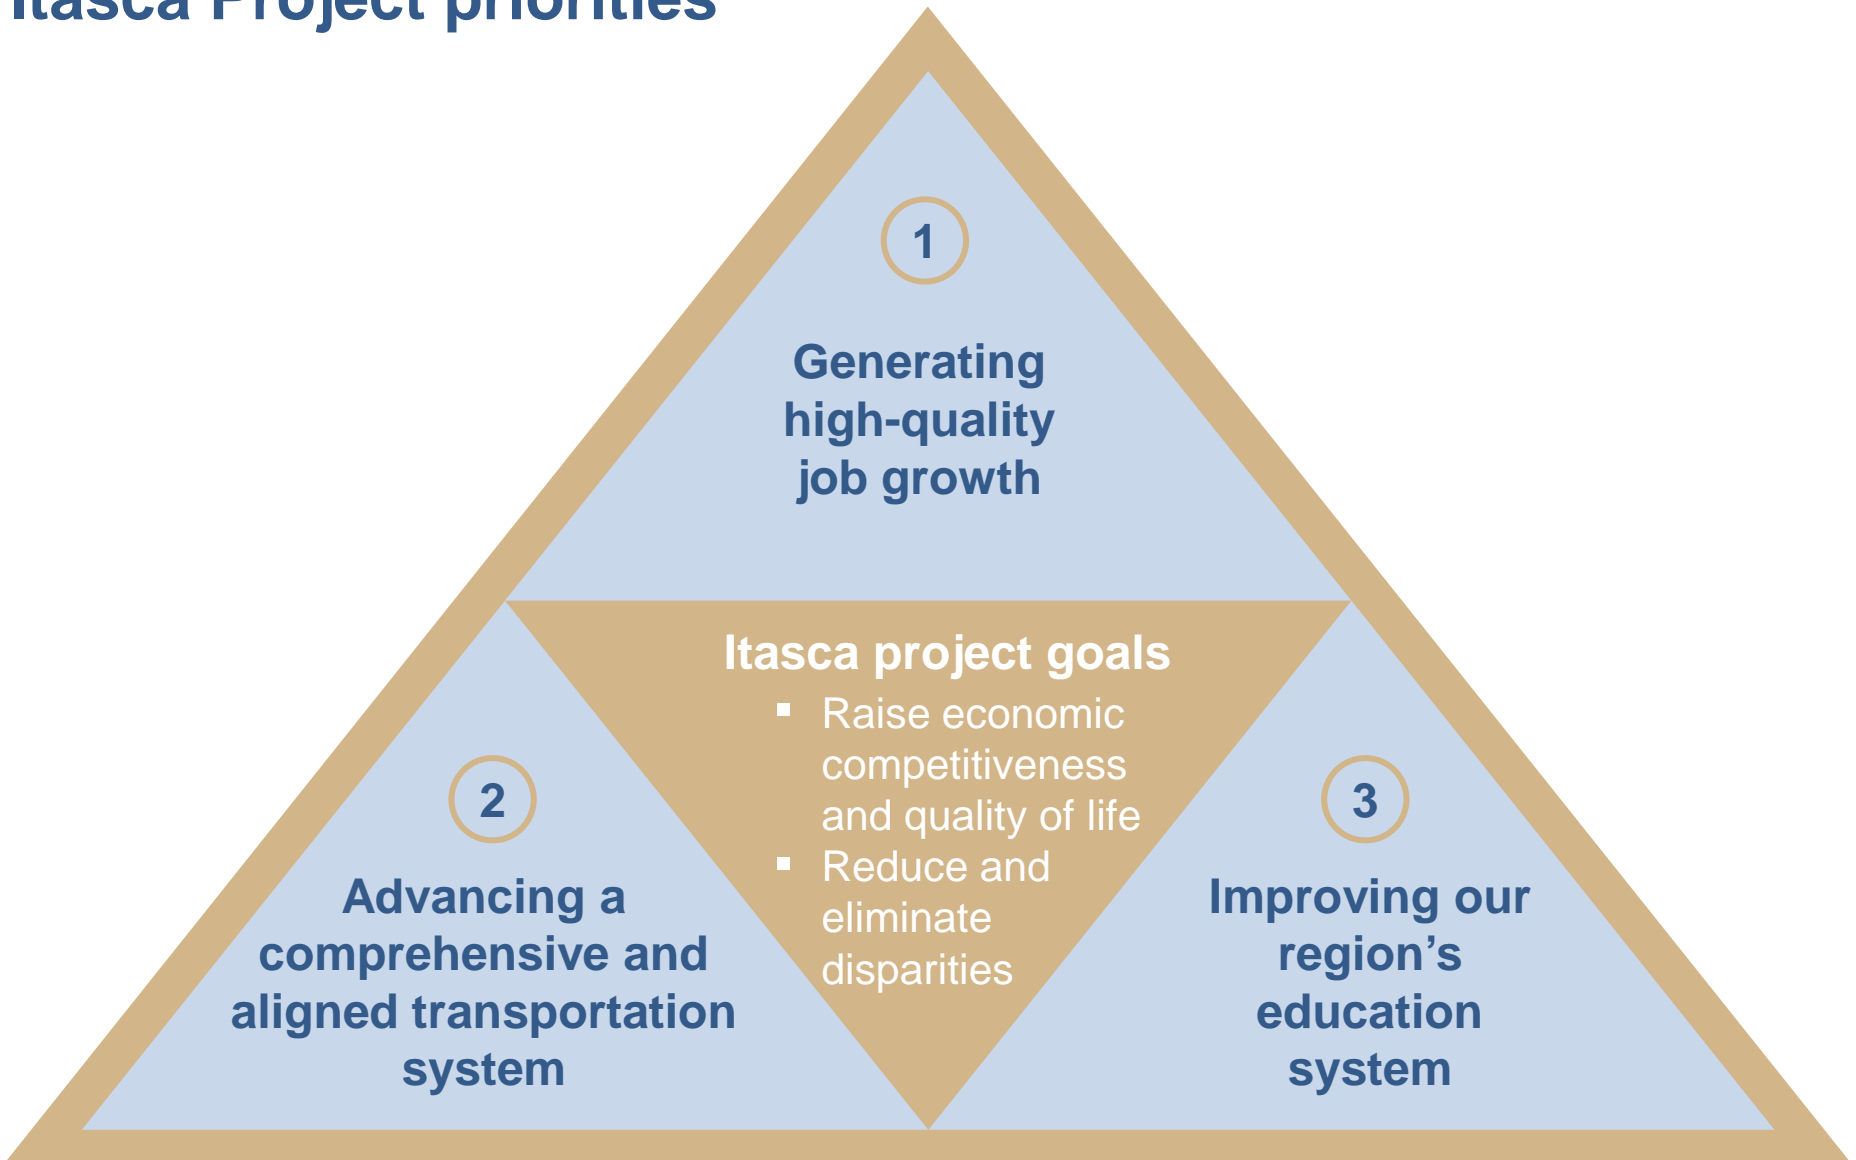 Itasca Project priorities
1
Generating
high-quality
job growth
Itasca project goals
▪ Raise economic
competitiveness
and quality of life
▪ Reduce and
eliminate
disparities
2
Advancing a
comprehensive and
aligned transportation
system
3
Improving our
region’s
education
system